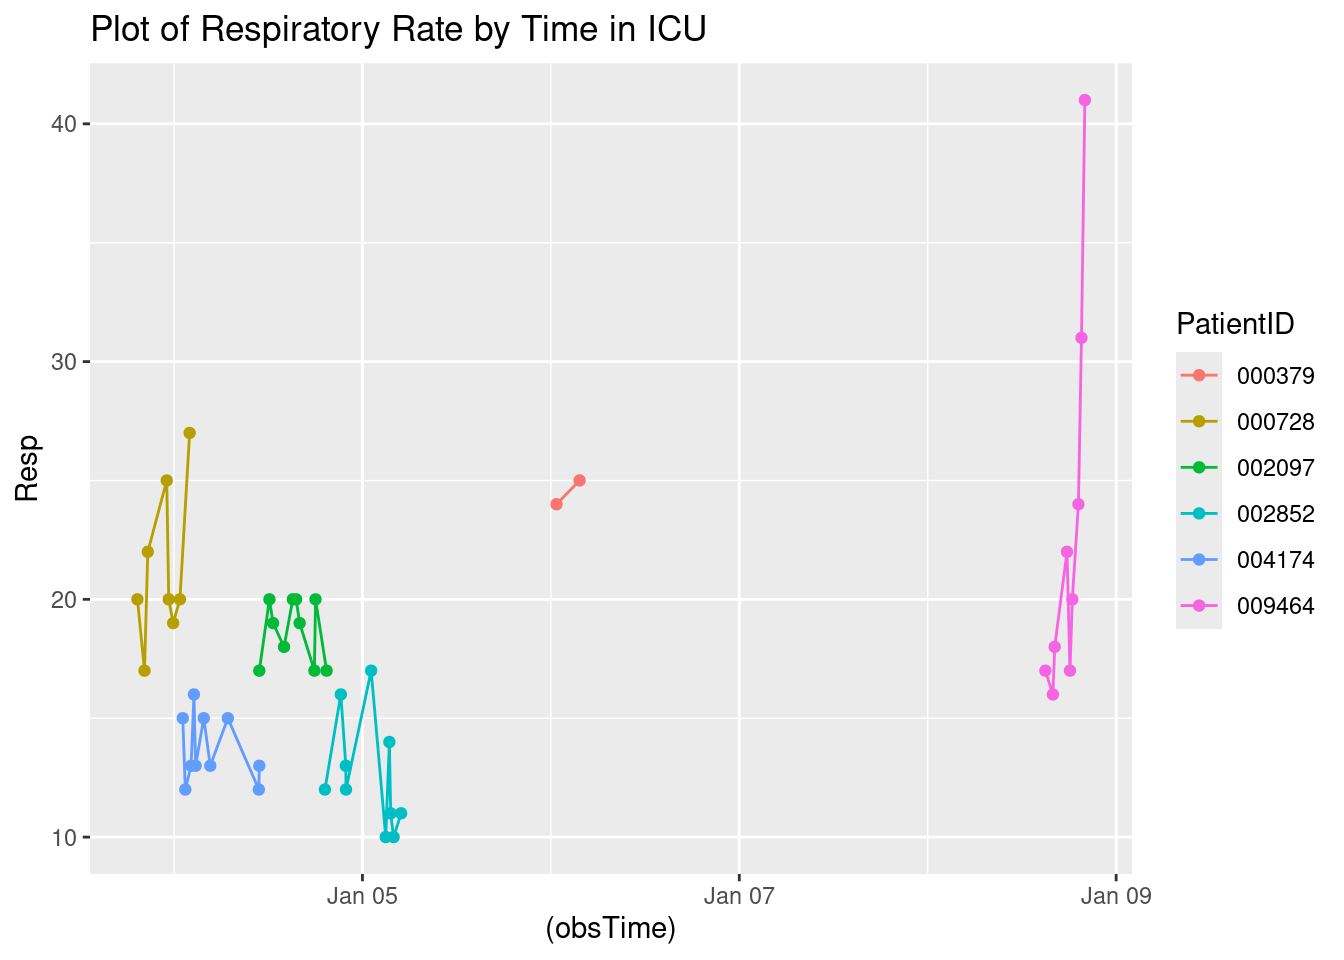 Plot of Respiratory Rate by Time in ICU
40
30
20
10
Resp
Jan 05
Jan 07
Jan 09
(obsTime)
PatientID
000379
000728
002097
002852
004174
009464